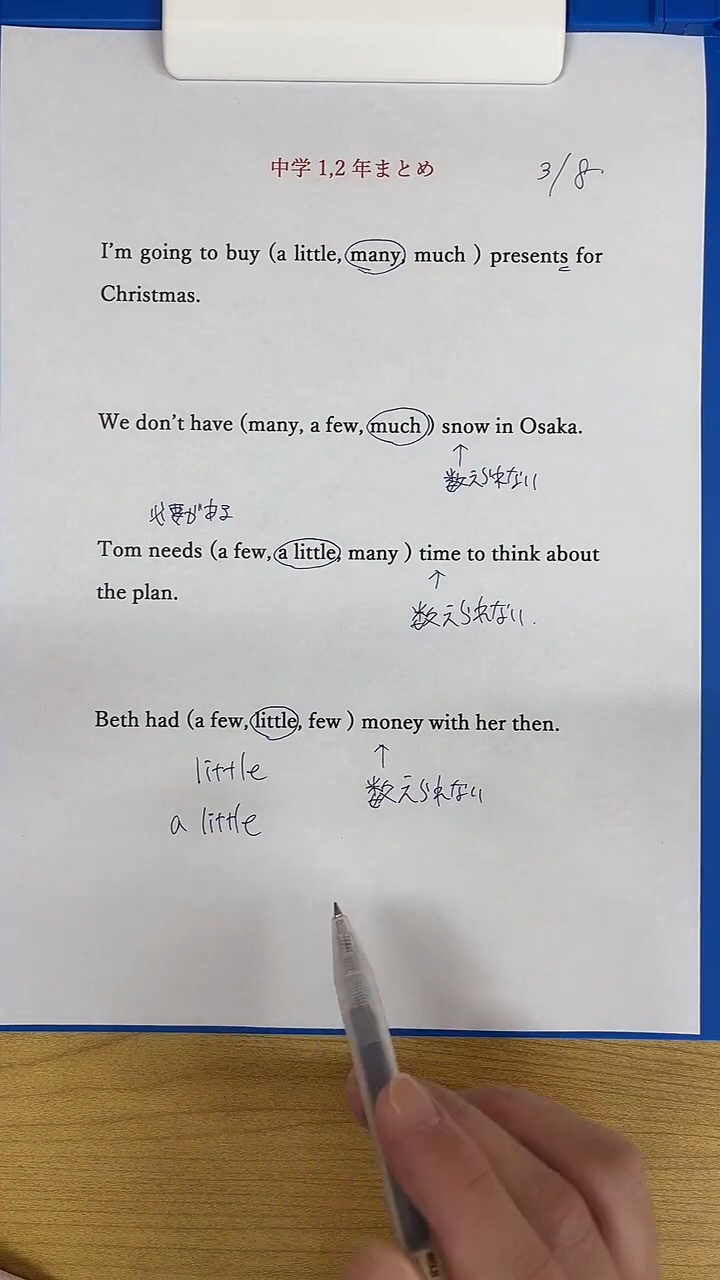 中学1,2年まとめ 3/8
I'm going to buy (a little, many, much ) presents for
Christmas.
We don't have (many, a few, much ) snow in Osaka.
↑
数えられない
必要がある
Tom needs (a few, a little, many ) time to think about
↑
the plan.
数えられない.
Beth had (a few, little, few ) money with her then.
↑
little
数えられない
a little